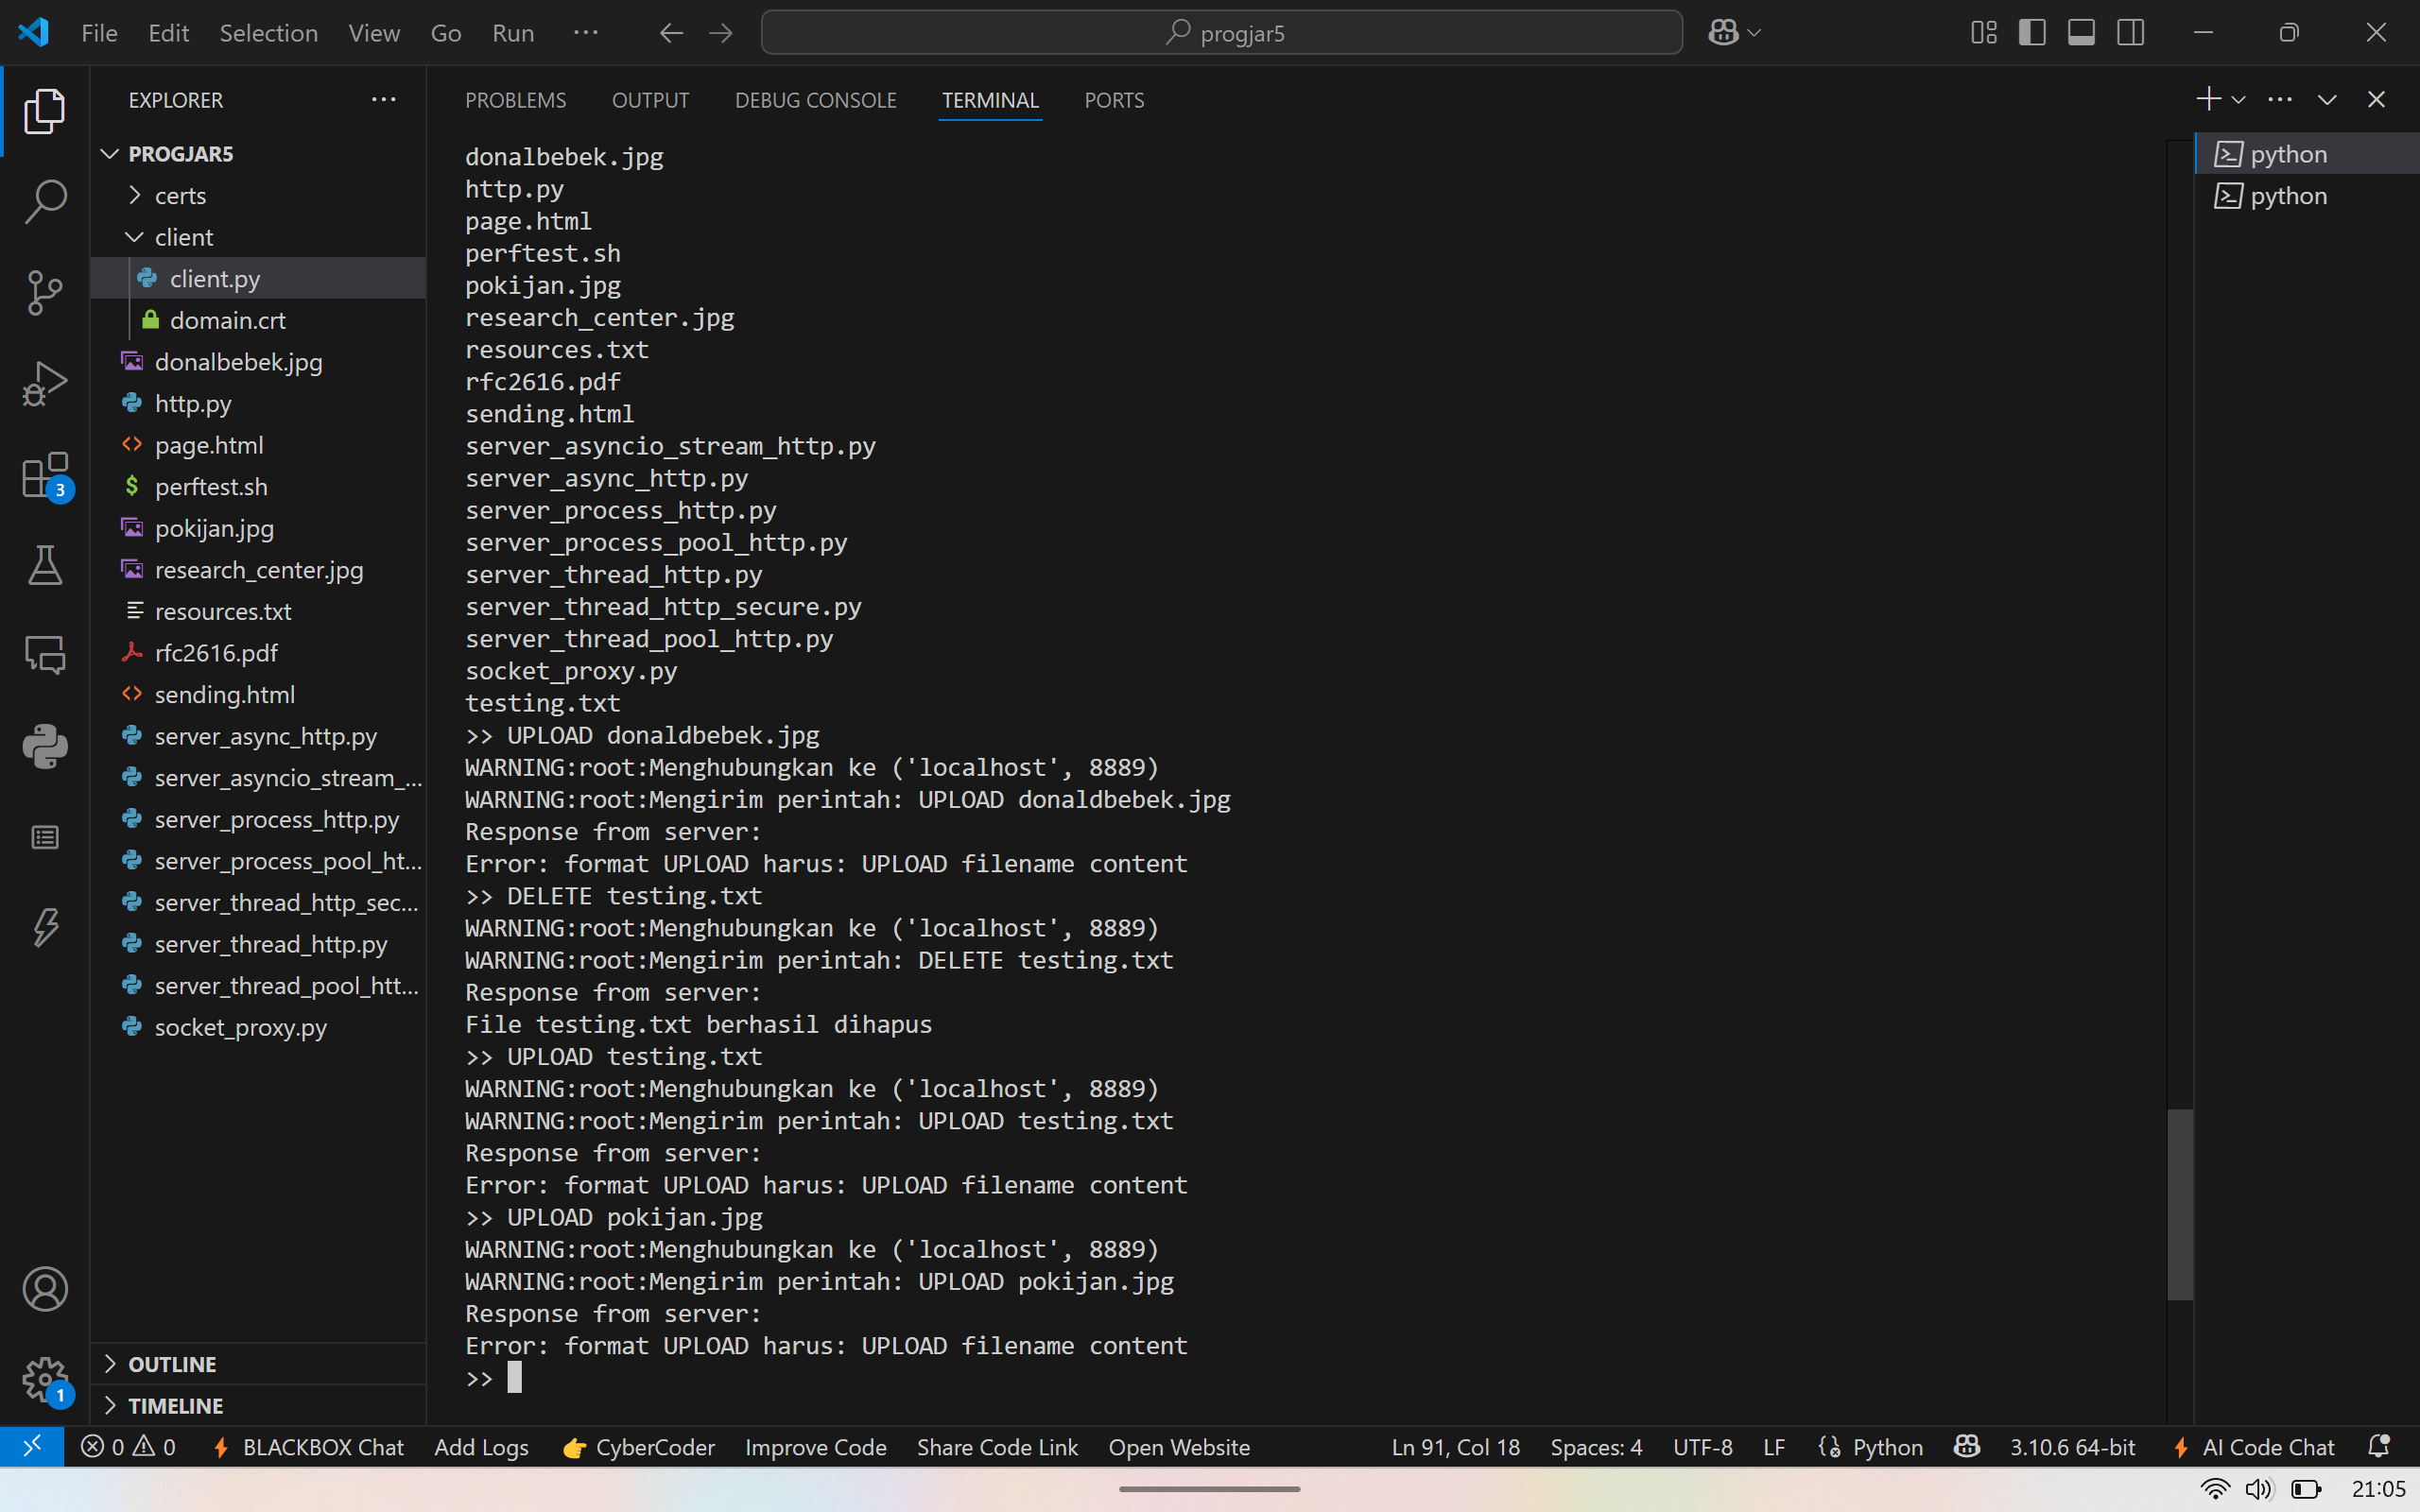 File Edit Selection View Go Run ··· progjar5
EXPLORER ···
PROGJAR5
certs
client
client.py
domain.crt
donalbebek.jpg
http.py
page.html
perftest.sh
pokijan.jpg
research_center.jpg
resources.txt
rfc2616.pdf
sending.html
server_async_http.py
server_asyncio_stream_...
server_process_http.py
server_process_pool_ht...
server_thread_http_sec...
server_thread_http.py
server_thread_pool_htt...
socket_proxy.py
OUTLINE
TIMELINE
3
1
PROBLEMS OUTPUT DEBUG CONSOLE TERMINAL PORTS
donalbebek.jpg
http.py
page.html
perftest.sh
pokijan.jpg
research_center.jpg
resources.txt
rfc2616.pdf
sending.html
server_asyncio_stream_http.py
server_async_http.py
server_process_http.py
server_process_pool_http.py
server_thread_http.py
server_thread_http_secure.py
server_thread_pool_http.py
socket_proxy.py
testing.txt
>> UPLOAD donaldbebek.jpg
WARNING:root:Menghubungkan ke ('localhost', 8889)
WARNING:root:Mengirim perintah: UPLOAD donaldbebek.jpg
Response from server:
Error: format UPLOAD harus: UPLOAD filename content
>> DELETE testing.txt
WARNING:root:Menghubungkan ke ('localhost', 8889)
WARNING:root:Mengirim perintah: DELETE testing.txt
Response from server:
File testing.txt berhasil dihapus
>> UPLOAD testing.txt
WARNING:root:Menghubungkan ke ('localhost', 8889)
WARNING:root:Mengirim perintah: UPLOAD testing.txt
Response from server:
Error: format UPLOAD harus: UPLOAD filename content
>> UPLOAD pokijan.jpg
WARNING:root:Menghubungkan ke ('localhost', 8889)
WARNING:root:Mengirim perintah: UPLOAD pokijan.jpg
Response from server:
Error: format UPLOAD harus: UPLOAD filename content
>>
python
python
0 0 BLACKBOX Chat Add Logs CyberCoder Improve Code Share Code Link Open Website Ln 91, Col 18 Spaces: 4 UTF-8 LF Python 3.10.6 64-bit AI Code Chat
21:05